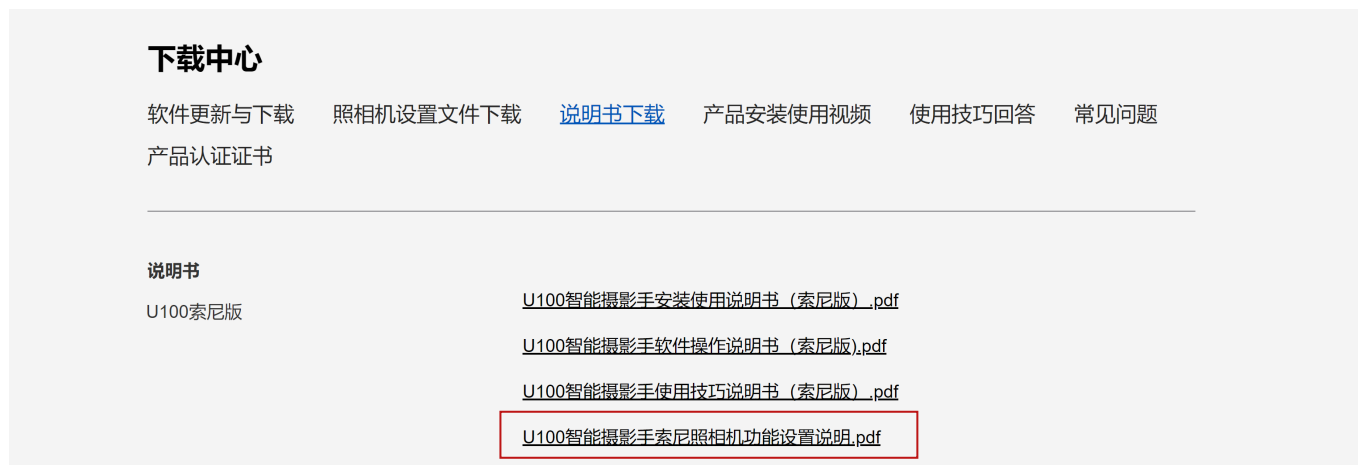 下载中心
软件更新与下载 照相机设置文件下载 说明书下载 产品安装使用视频 使用技巧回答 常见问题
产品认证证书
说明书
U100索尼版
U100智能摄影手安装使用说明书（索尼版）.pdf
U100智能摄影手软件操作说明书（索尼版).pdf
U100智能摄影手使用技巧说明书（索尼版）.pdf
U100智能摄影手索尼照相机功能设置说明.pdf